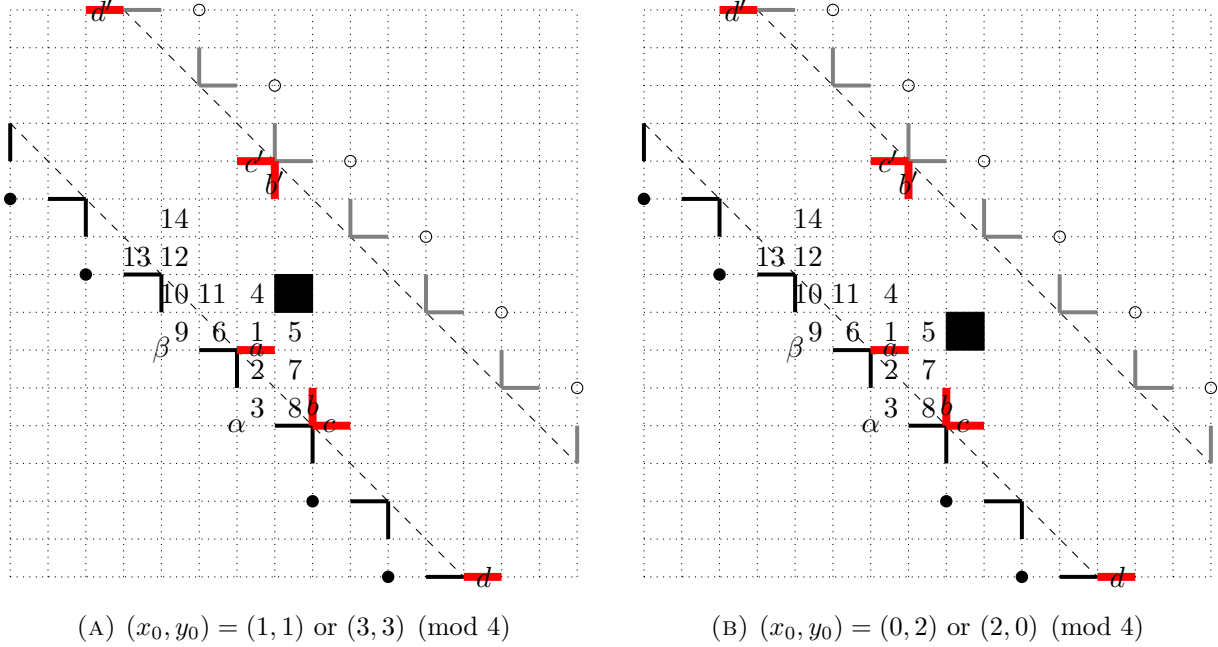 d′ d′
c′ c′
b′ b′
14 14
13 12 13 12
10 11 4 10 11 4
9 6 1 5 9 6 1 5
β a β a
2 7 2 7
3 8 b 3 8 b
α c α c
d d
(A) (x₀, y₀) = (1, 1) or (3, 3) (mod 4) (B) (x₀, y₀) = (0, 2) or (2, 0) (mod 4)